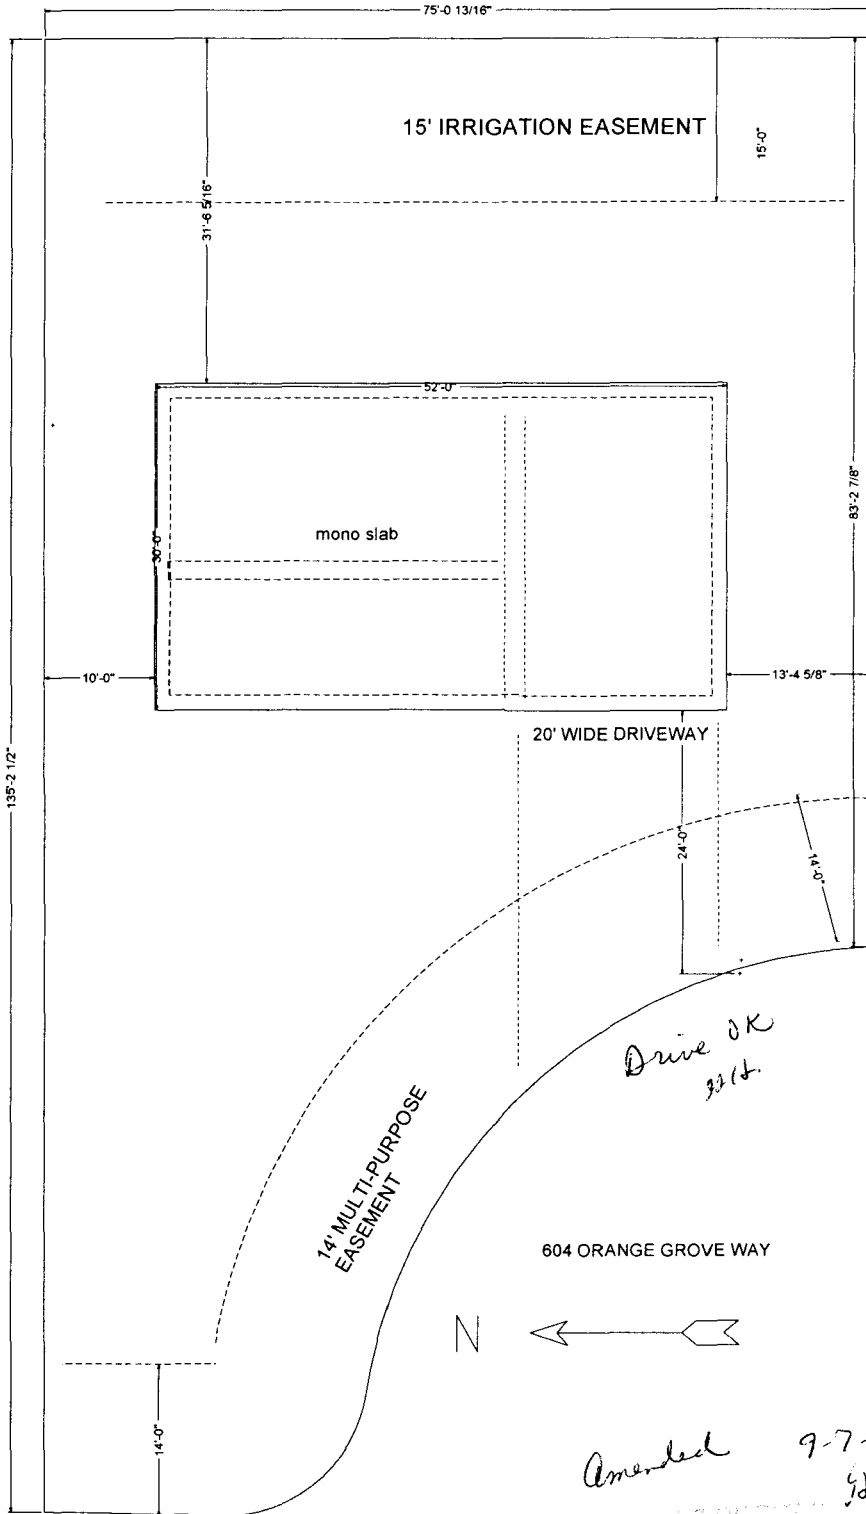 75'-0 13/16"
15' IRRIGATION EASEMENT
15'-0"
31'-6 5/16"
52'-0"
83'-2 7/8"
mono slab
30'-0"
10'-0"
13'-4 5/8"
20' WIDE DRIVEWAY
135'-2 1/2"
24'-0"
14'-0"
Drive OK
14' MULTI-PURPOSE
EASEMENT
604 ORANGE GROVE WAY
N
14'-0"
Amended 9-7-